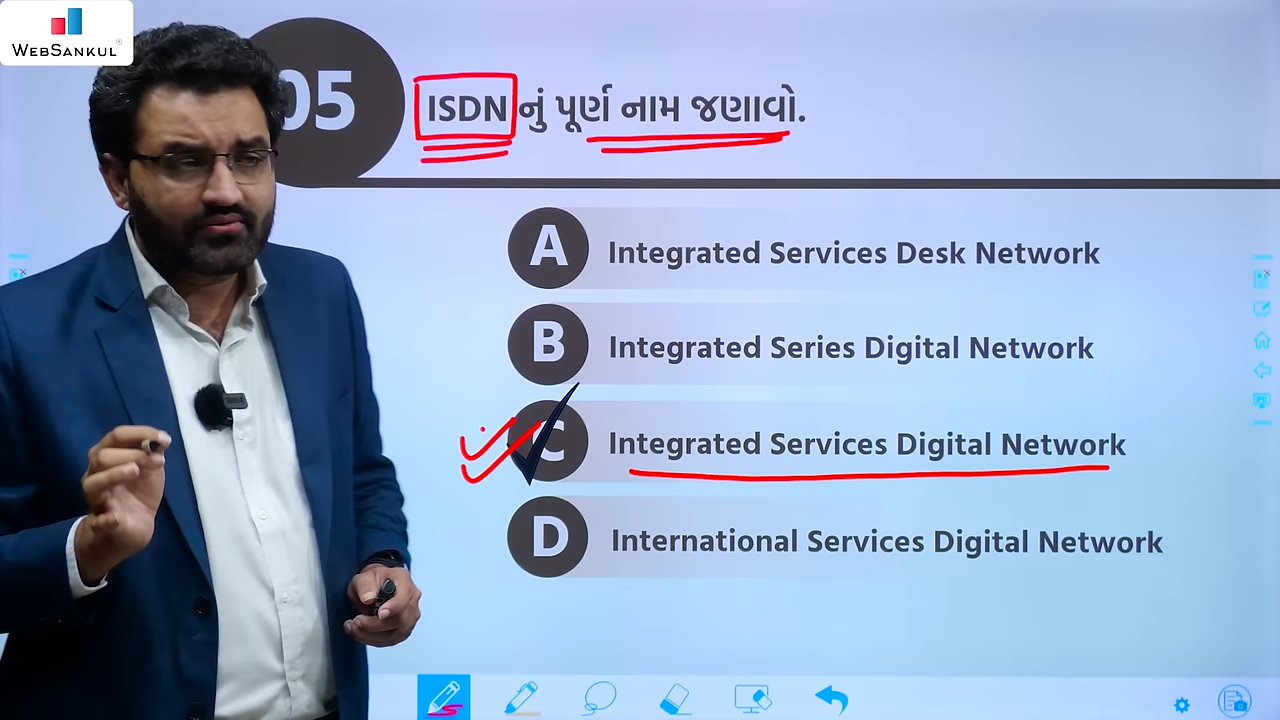 WEBSANKUL
05
ISDN નું પૂર્ણ નામ જણાવો.
A Integrated Services Desk Network
B Integrated Series Digital Network
C Integrated Services Digital Network
D International Services Digital Network